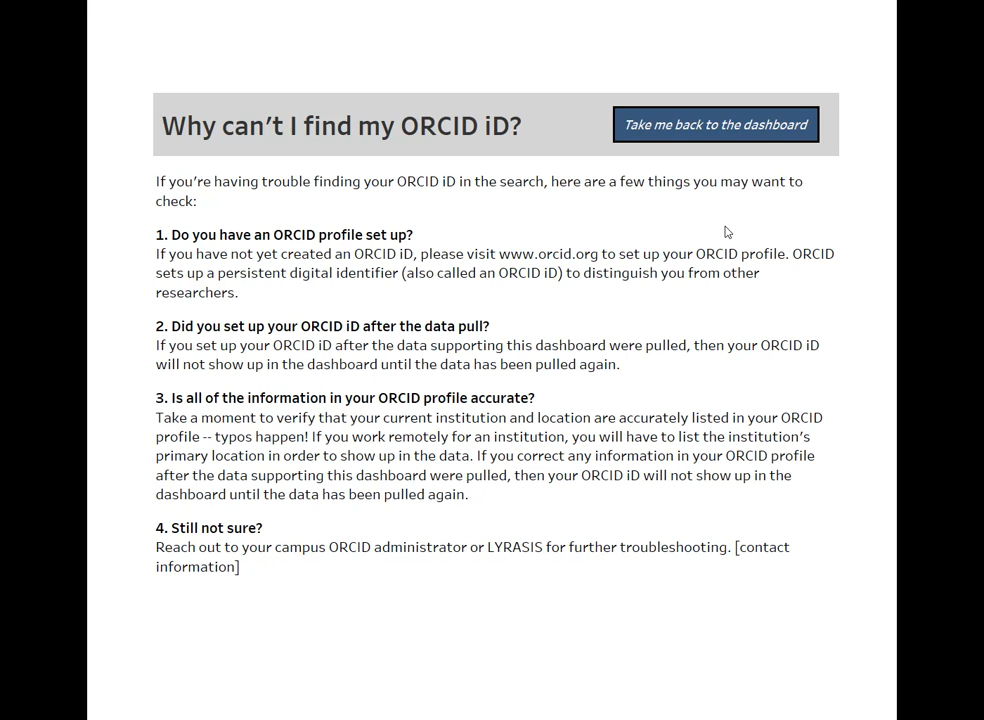 Why can’t I find my ORCID iD?
Take me back to the dashboard
If you’re having trouble finding your ORCID iD in the search, here are a few things you may want to
check:
1. Do you have an ORCID profile set up?
If you have not yet created an ORCID iD, please visit www.orcid.org to set up your ORCID profile. ORCID
sets up a persistent digital identifier (also called an ORCID iD) to distinguish you from other
researchers.
2. Did you set up your ORCID iD after the data pull?
If you set up your ORCID iD after the data supporting this dashboard were pulled, then your ORCID iD
will not show up in the dashboard until the data has been pulled again.
3. Is all of the information in your ORCID profile accurate?
Take a moment to verify that your current institution and location are accurately listed in your ORCID
profile -- typos happen! If you work remotely for an institution, you will have to list the institution’s
primary location in order to show up in the data. If you correct any information in your ORCID profile
after the data supporting this dashboard were pulled, then your ORCID iD will not show up in the
dashboard until the data has been pulled again.
4. Still not sure?
Reach out to your campus ORCID administrator or LYRASIS for further troubleshooting. [contact
information]